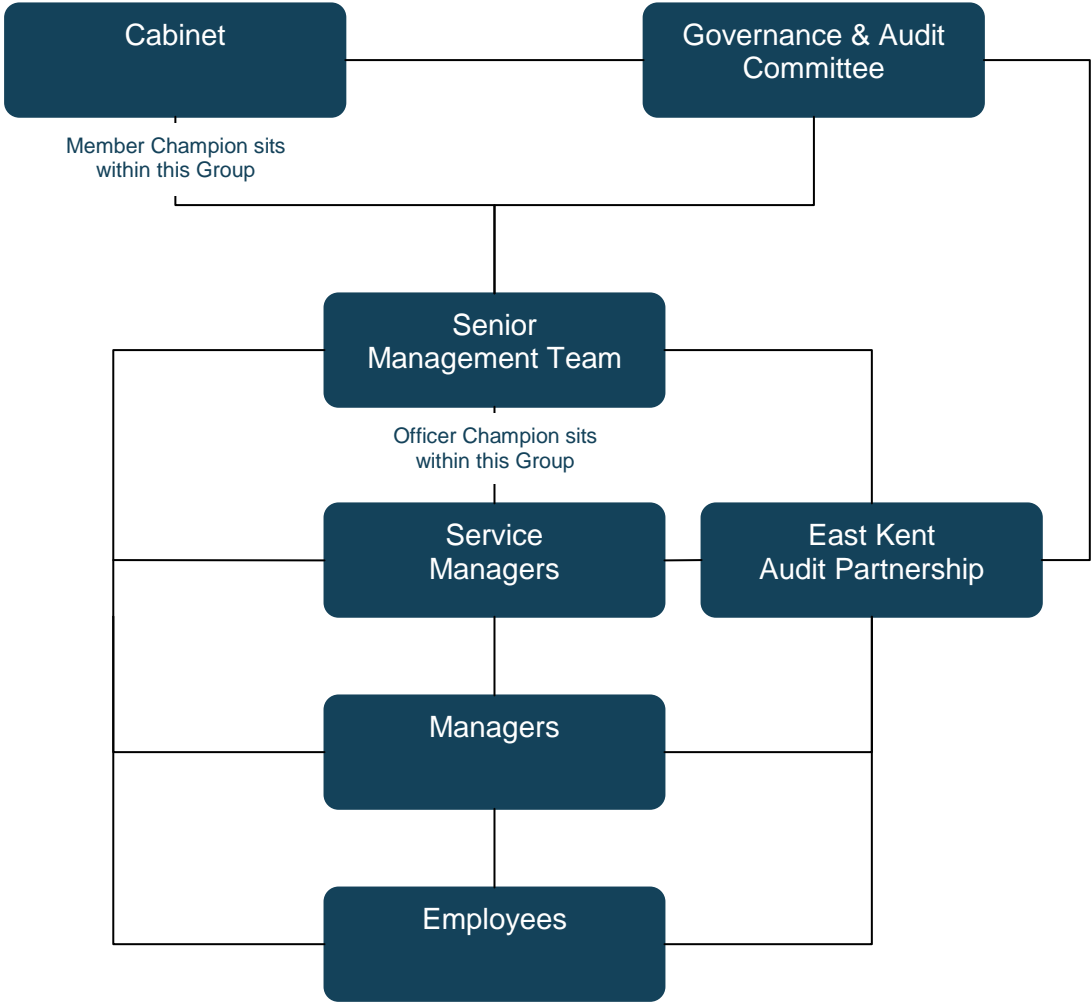 Cabinet
Governance & Audit
Committee
Member Champion sits
within this Group
Senior
Management Team
Officer Champion sits
within this Group
Service
Managers
East Kent
Audit Partnership
Managers
Employees